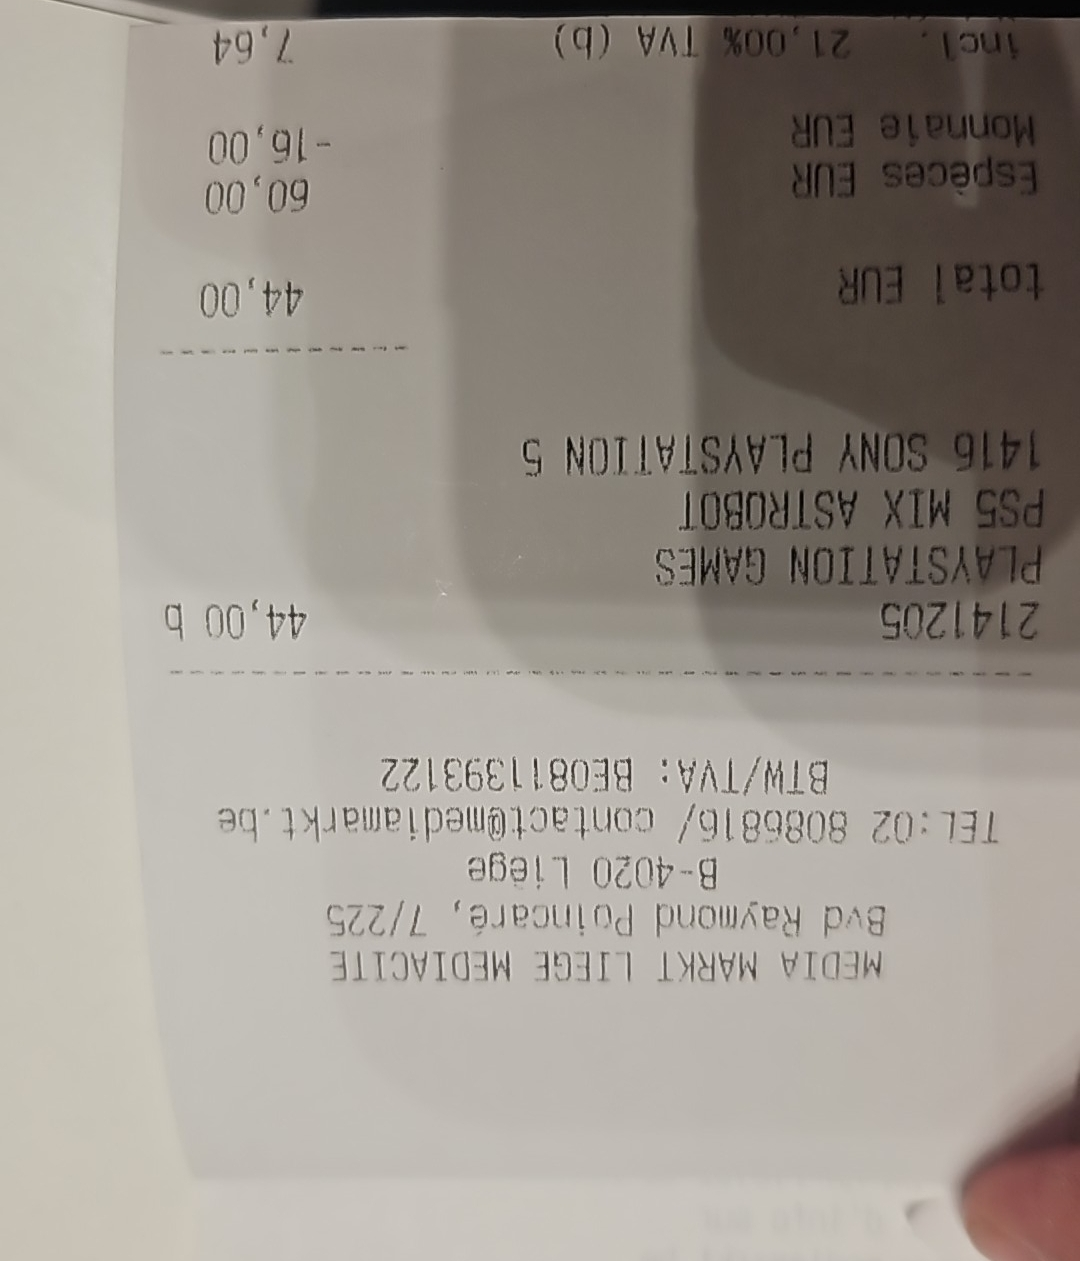 MEDIA MARKT LIEGE MEDIACITE
Bvd Raymond Poincaré, 7/225
B-4020 Liège
TEL:02 8086816/ contact@mediamarkt.be
BTW/TVA: BE0811393122
2141205 44,00 b
PLAYSTATION GAMES
PS5 MIX ASTROBOT
1416 SONY PLAYSTATION 5
total EUR 44,00
Espèces EUR 60,00
Monnaie EUR -16,00
incl. 21,00% TVA (b) 7,64